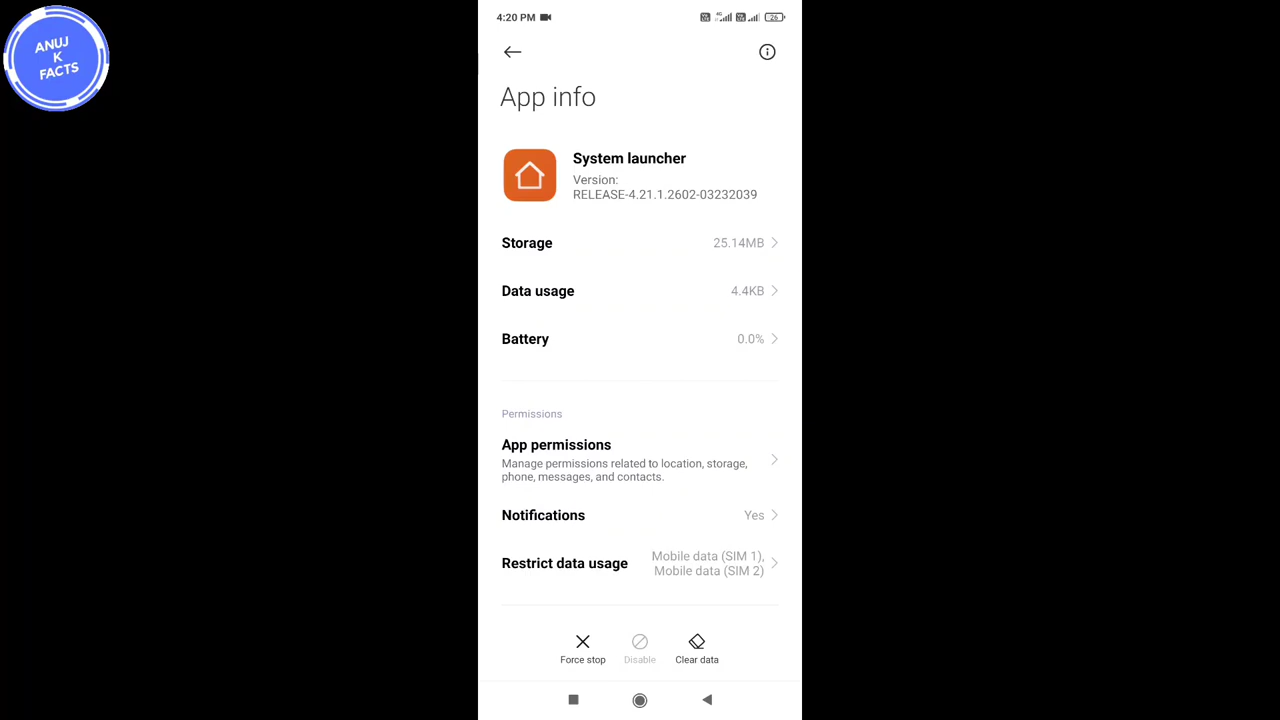 ANUJ
K
FACTS
4:20 PM
26
App info
System launcher
Version:
RELEASE-4.21.1.2602-03232039
Storage
25.14MB
Data usage
4.4KB
Battery
0.0%
Permissions
App permissions
Manage permissions related to location, storage,
phone, messages, and contacts.
Notifications
Yes
Restrict data usage
Mobile data (SIM 1),
Mobile data (SIM 2)
Force stop
Disable
Clear data